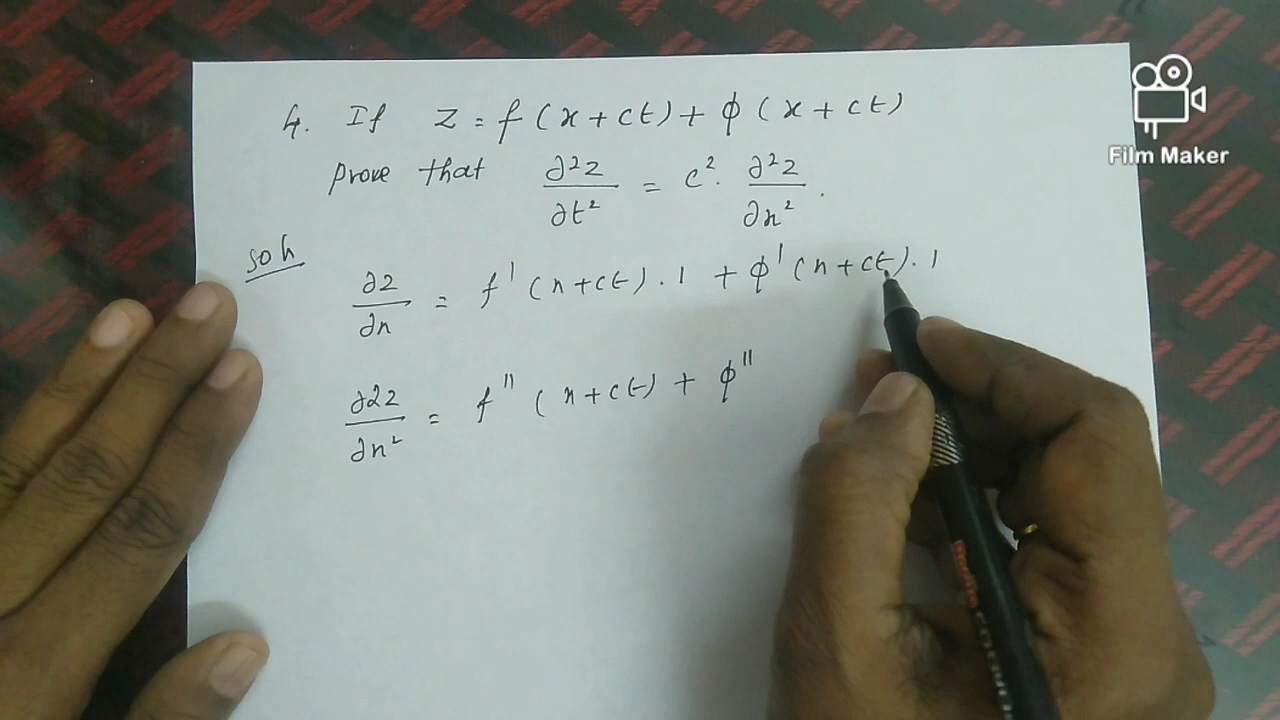 4. If z = f(x+ct) + ϕ(x+ct)
Prove that ∂²z/∂t² = c². ∂²z/∂x².
Soln
∂z/∂x = f'(x+ct).1 + ϕ'(x+ct).1
∂2z/∂x² = f''(x+ct) + ϕ''
Film Maker